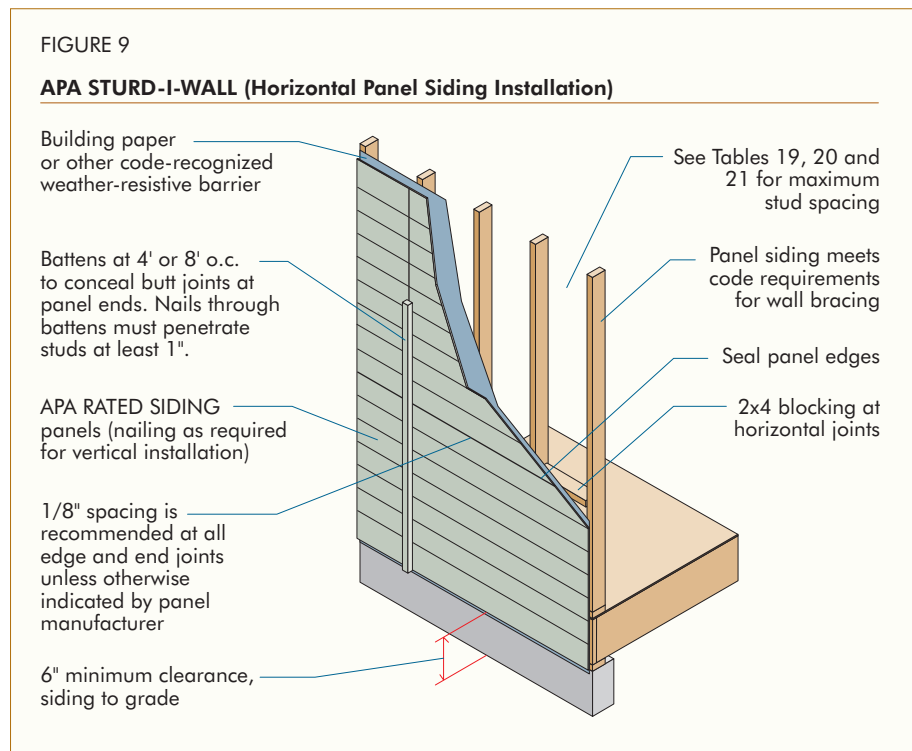 FIGURE 9
APA STURD-I-WALL (Horizontal Panel Siding Installation)
Building paper
or other code-recognized
weather-resistive barrier
Battens at 4' or 8' o.c.
to conceal butt joints at
panel ends. Nails through
battens must penetrate
studs at least 1".
APA RATED SIDING
panels (nailing as required
for vertical installation)
1/8" spacing is
recommended at all
edge and end joints
unless otherwise
indicated by panel
manufacturer
6" minimum clearance,
siding to grade
See Tables 19, 20 and
21 for maximum
stud spacing
Panel siding meets
code requirements
for wall bracing
Seal panel edges
2x4 blocking at
horizontal joints